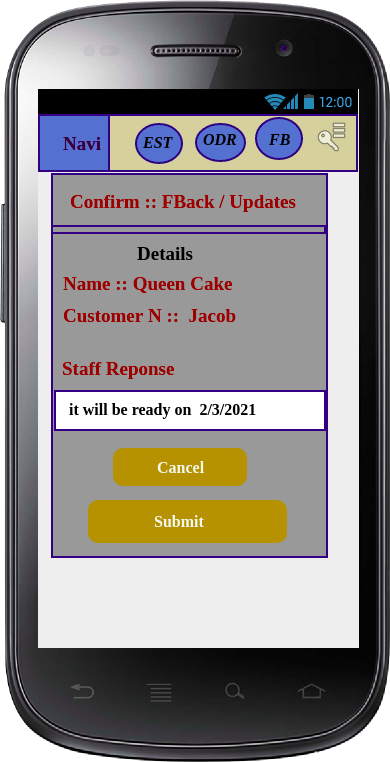 12:00
Navi EST ODR FB
Confirm :: FBack / Updates
Details
Name :: Queen Cake
Customer N :: Jacob
Staff Reponse
it will be ready on 2/3/2021
Cancel
Submit